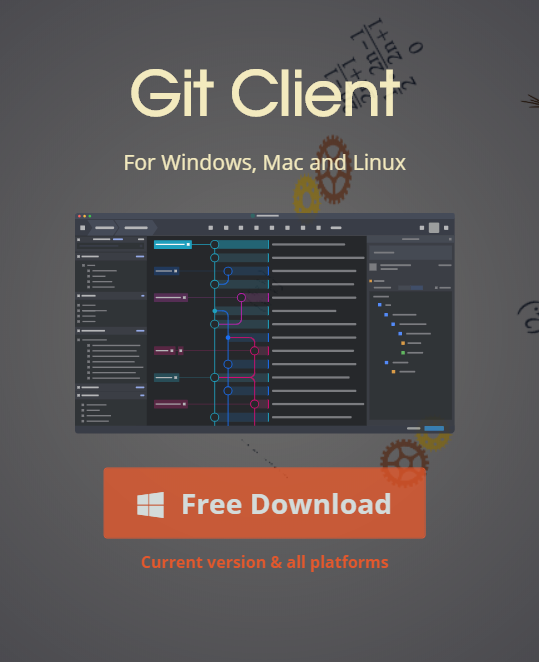 Git Client
For Windows, Mac and Linux
Free Download
Current version & all platforms